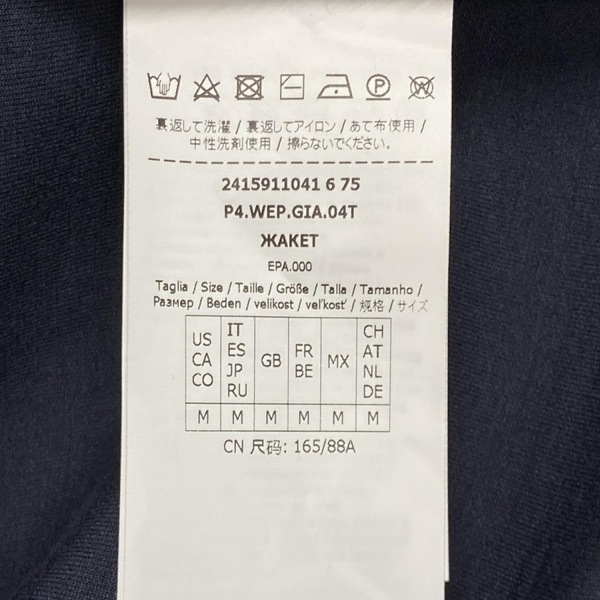 裏返して洗濯 / 裏返してアイロン / あて布使用 /
中性洗剤使用 / 擦らないでください。
2415911041 6 75
P4.WEP.GIA.04T
ЖАКЕТ
EPA.000
Taglia / Size / Taille / Größe / Talla / Tamanho /
Размер / Beden / velikost / veľkosť / 規格 / サイズ
US CA CO
IT ES JP RU
GB
FR BE
MX
CH AT NL DE
M M M M M M
CN 尺码: 165/88A